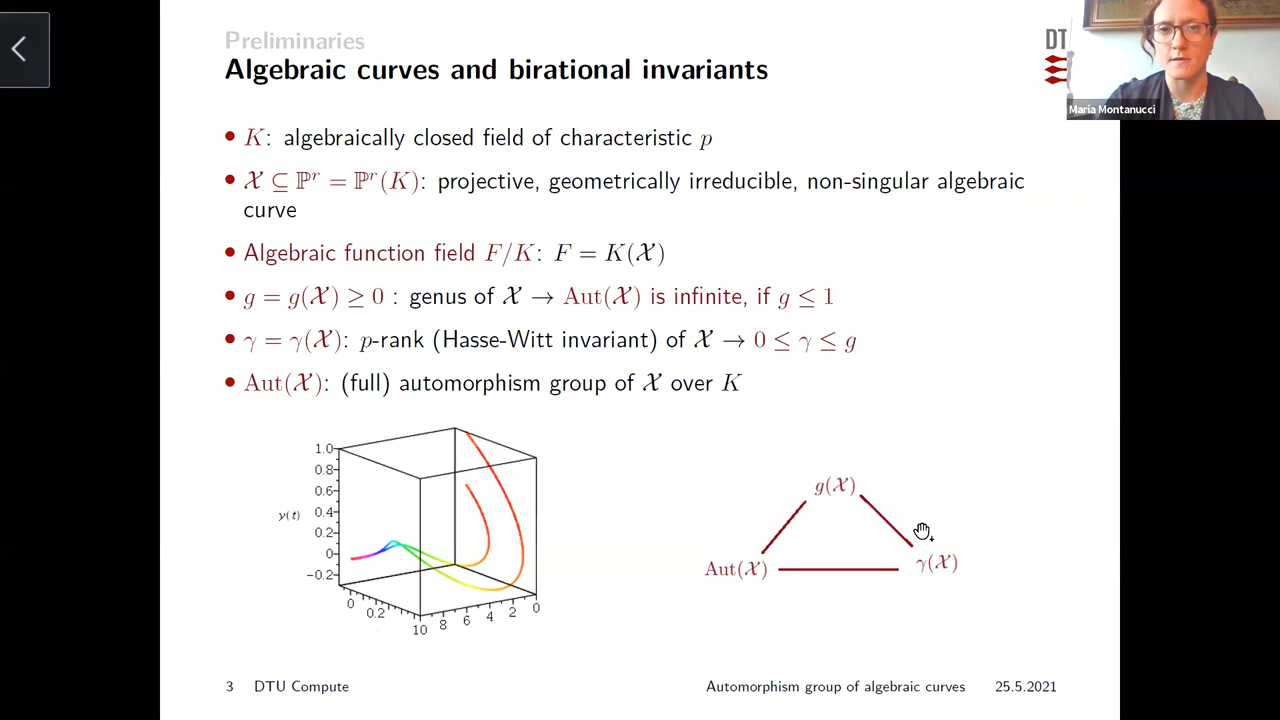 Preliminaries
Algebraic curves and birational invariants
DT
Maria Montanucci
• K: algebraically closed field of characteristic p
• 𝒳 ⊆ ℙʳ = ℙʳ(K): projective, geometrically irreducible, non-singular algebraic
curve
• Algebraic function field F/K: F = K(𝒳)
• g = g(𝒳) ≥ 0 : genus of 𝒳 → Aut(𝒳) is infinite, if g ≤ 1
• γ = γ(𝒳): p-rank (Hasse-Witt invariant) of 𝒳 → 0 ≤ γ ≤ g
• Aut(𝒳): (full) automorphism group of 𝒳 over K
1.0
0.8
0.6
y(t) 0.4
0.2
0
−0.2
0 0.2 10 8 6 4 2 0
g(𝒳)
Aut(𝒳) γ(𝒳)
3 DTU Compute Automorphism group of algebraic curves 25.5.2021